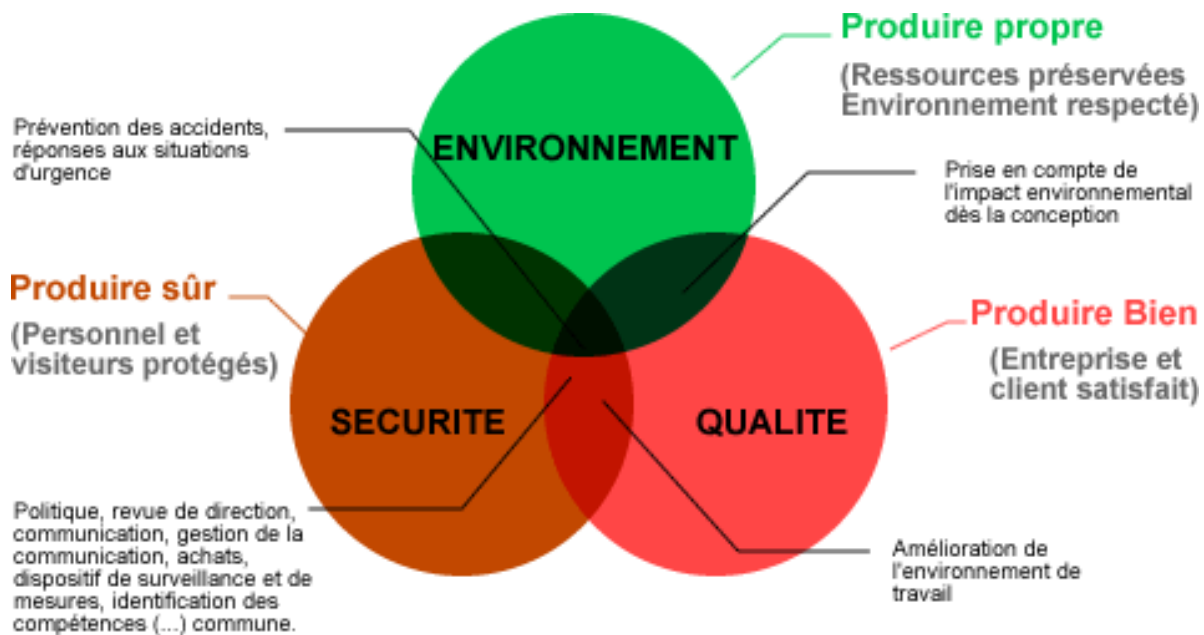 Produire propre
(Ressources préservées
Environnement respecté)
Prévention des accidents,
réponses aux situations
d'urgence
ENVIRONNEMENT
Prise en compte de
l'impact environnemental
dès la conception
Produire sûr
(Personnel et
visiteurs protégés)
Produire Bien
(Entreprise et
client satisfait)
SECURITE
QUALITE
Politique, revue de direction,
communication, gestion de la
communication, achats,
dispositif de surveillance et de
mesures, identification des
compétences (...) commune.
Amélioration de
l'environnement de
travail